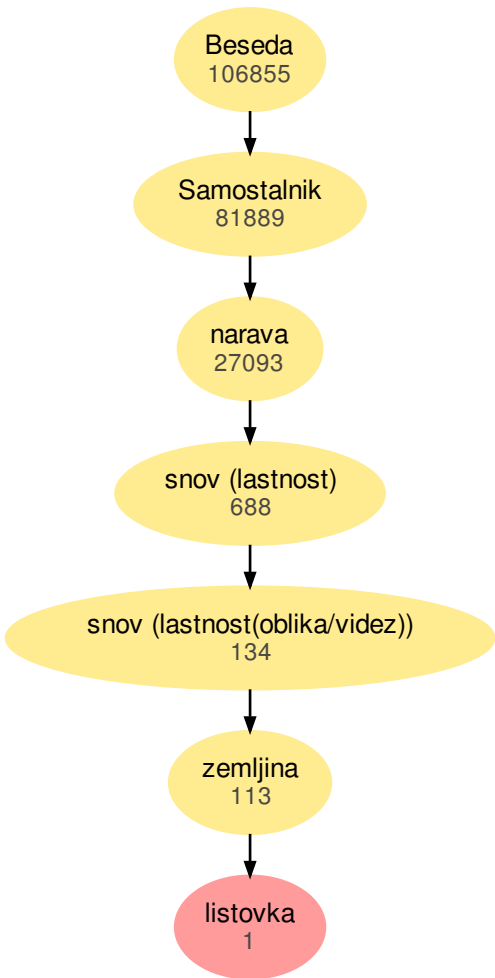 Beseda
106855
Samostalnik
81889
narava
27093
snov (lastnost)
688
snov (lastnost(oblika/videz))
134
zemljina
113
listovka
1